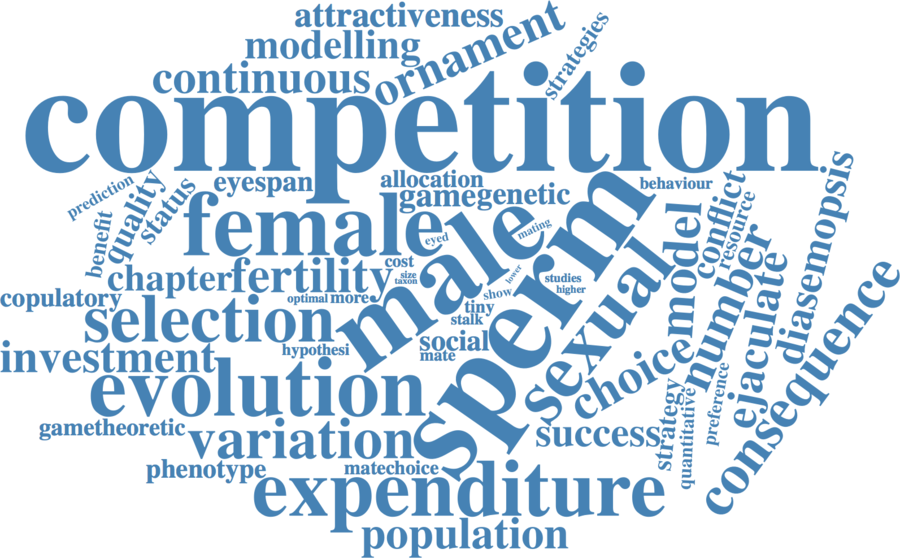 attractiveness
modelling
ornament
strategies
continuous
competition
prediction
quality
status
eyespan
allocation
gamegenetic
behaviour
conflict
resource
diasemopsis
benefit
female
eyed
male
mating
sperm
model
number
chapter
fertility
cost
size
taxon
lower
studies
higher
copulatory
optimal
more
show
tiny
stalk
sexual
ejaculate
consequence
selection
hypothesi
social
mate
investment
evolution
choice
strategy
quantitative
preference
gametheoretic
variation
success
phenotype
matechoice
expenditure
population